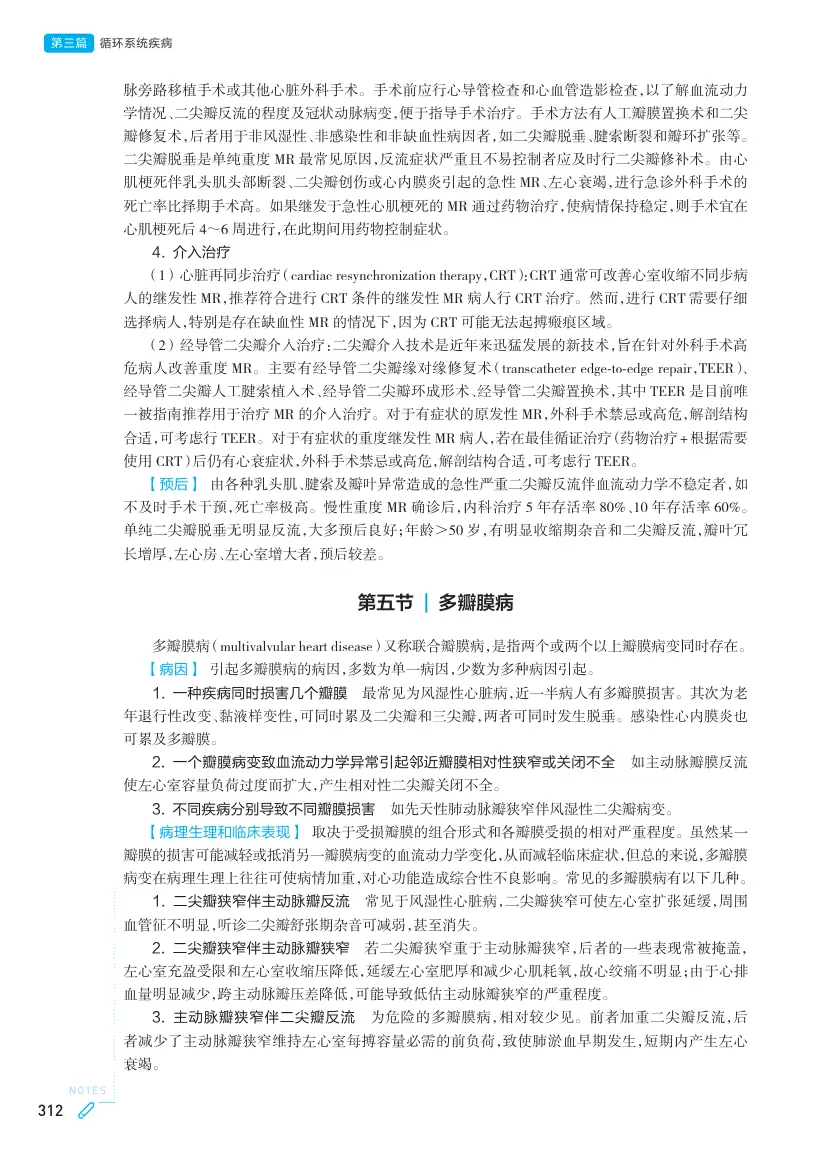 第三篇 循环系统疾病
脉旁路移植手术或其他心脏外科手术。手术前应行心导管检查和心血管造影检查,以了解血流动力
学情况、二尖瓣反流的程度及冠状动脉病变,便于指导手术治疗。手术方法有人工瓣膜置换术和二尖
瓣修复术,后者用于非风湿性、非感染性和非缺血性病因者,如二尖瓣脱垂、腱索断裂和瓣环扩张等。
二尖瓣脱垂是单纯重度 MR 最常见原因,反流症状严重且不易控制者应及时行二尖瓣修补术。由心
肌梗死伴乳头肌头部断裂、二尖瓣创伤或心内膜炎引起的急性 MR、左心衰竭,进行急诊外科手术的
死亡率比择期手术高。如果继发于急性心肌梗死的 MR 通过药物治疗,使病情保持稳定,则手术宜在
心肌梗死后 4～6 周进行,在此期间用药物控制症状。
4. 介入治疗
（1）心脏再同步治疗（cardiac resynchronization therapy,CRT）:CRT 通常可改善心室收缩不同步病
人的继发性 MR,推荐符合进行 CRT 条件的继发性 MR 病人行 CRT 治疗。然而,进行 CRT 需要仔细
选择病人,特别是存在缺血性 MR 的情况下,因为 CRT 可能无法起搏瘢痕区域。
（2）经导管二尖瓣介入治疗:二尖瓣介入技术是近年来迅猛发展的新技术,旨在针对外科手术高
危病人改善重度 MR。主要有经导管二尖瓣缘对缘修复术（transcatheter edge-to-edge repair,TEER）、
经导管二尖瓣人工腱索植入术、经导管二尖瓣环成形术、经导管二尖瓣置换术,其中 TEER 是目前唯
一被指南推荐用于治疗 MR 的介入治疗。对于有症状的原发性 MR,外科手术禁忌或高危,解剖结构
合适,可考虑行 TEER。对于有症状的重度继发性 MR 病人,若在最佳循证治疗（药物治疗+根据需要
使用 CRT）后仍有心衰症状,外科手术禁忌或高危,解剖结构合适,可考虑行 TEER。
【预后】 由各种乳头肌、腱索及瓣叶异常造成的急性严重二尖瓣反流伴血流动力学不稳定者,如
不及时手术干预,死亡率极高。慢性重度 MR 确诊后,内科治疗 5 年存活率 80%、10 年存活率 60%。
单纯二尖瓣脱垂无明显反流,大多预后良好;年龄＞50 岁,有明显收缩期杂音和二尖瓣反流,瓣叶冗
长增厚,左心房、左心室增大者,预后较差。
第五节｜多瓣膜病
多瓣膜病（multivalvular heart disease）又称联合瓣膜病,是指两个或两个以上瓣膜病变同时存在。
【病因】 引起多瓣膜病的病因,多数为单一病因,少数为多种病因引起。
1. 一种疾病同时损害几个瓣膜 最常见为风湿性心脏病,近一半病人有多瓣膜损害。其次为老
年退行性改变、黏液样变性,可同时累及二尖瓣和三尖瓣,两者可同时发生脱垂。感染性心内膜炎也
可累及多瓣膜。
2. 一个瓣膜病变致血流动力学异常引起邻近瓣膜相对性狭窄或关闭不全 如主动脉瓣膜反流
使左心室容量负荷过度而扩大,产生相对性二尖瓣关闭不全。
3. 不同疾病分别导致不同瓣膜损害 如先天性肺动脉瓣狭窄伴风湿性二尖瓣病变。
【病理生理和临床表现】 取决于受损瓣膜的组合形式和各瓣膜受损的相对严重程度。虽然某一
瓣膜的损害可能减轻或抵消另一瓣膜病变的血流动力学变化,从而减轻临床症状,但总的来说,多瓣膜
病变在病理生理上往往可使病情加重,对心功能造成综合性不良影响。常见的多瓣膜病有以下几种。
1. 二尖瓣狭窄伴主动脉瓣反流 常见于风湿性心脏病,二尖瓣狭窄可使左心室扩张延缓,周围
血管征不明显,听诊二尖瓣舒张期杂音可减弱,甚至消失。
2. 二尖瓣狭窄伴主动脉瓣狭窄 若二尖瓣狭窄重于主动脉瓣狭窄,后者的一些表现常被掩盖,
左心室充盈受限和左心室收缩压降低,延缓左心室肥厚和减少心肌耗氧,故心绞痛不明显;由于心排
血量明显减少,跨主动脉瓣压差降低,可能导致低估主动脉瓣狭窄的严重程度。
3. 主动脉瓣狭窄伴二尖瓣反流 为危险的多瓣膜病,相对较少见。前者加重二尖瓣反流,后
者减少了主动脉瓣狭窄维持左心室每搏容量必需的前负荷,致使肺淤血早期发生,短期内产生左心
衰竭。
NOTES
312